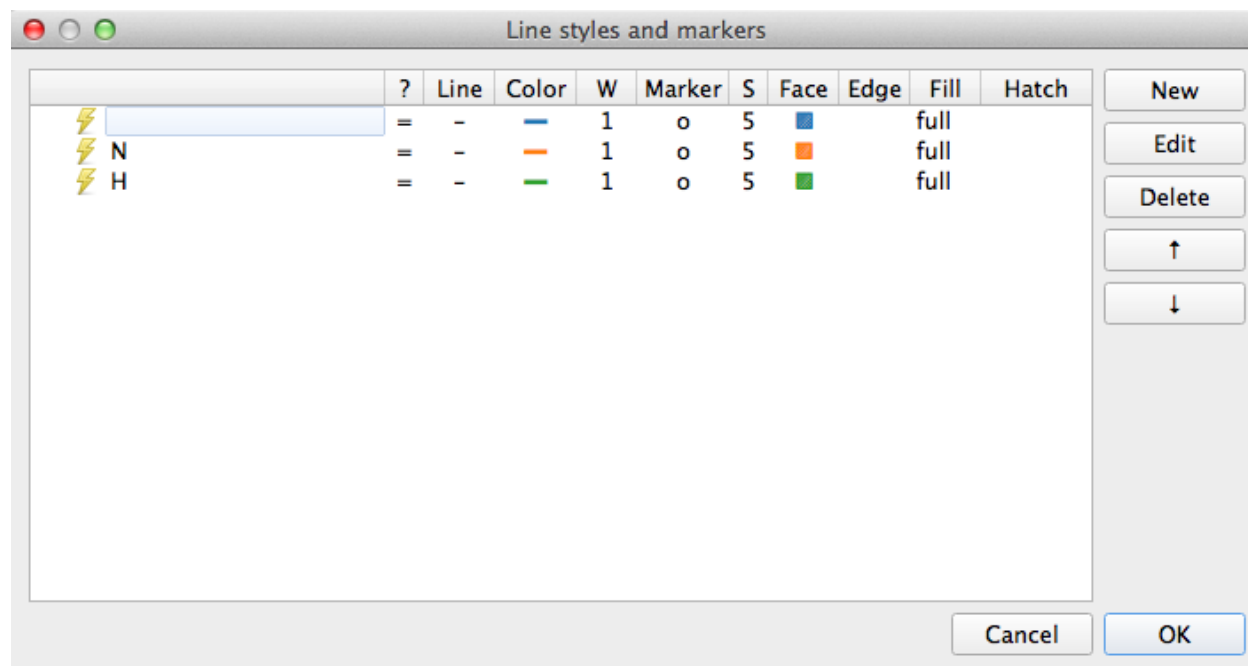 Line styles and markers
? Line Color W Marker S Face Edge Fill Hatch
= - 1 o 5 full
N = - 1 o 5 full
H = - 1 o 5 full
New
Edit
Delete
↑
↓
Cancel OK